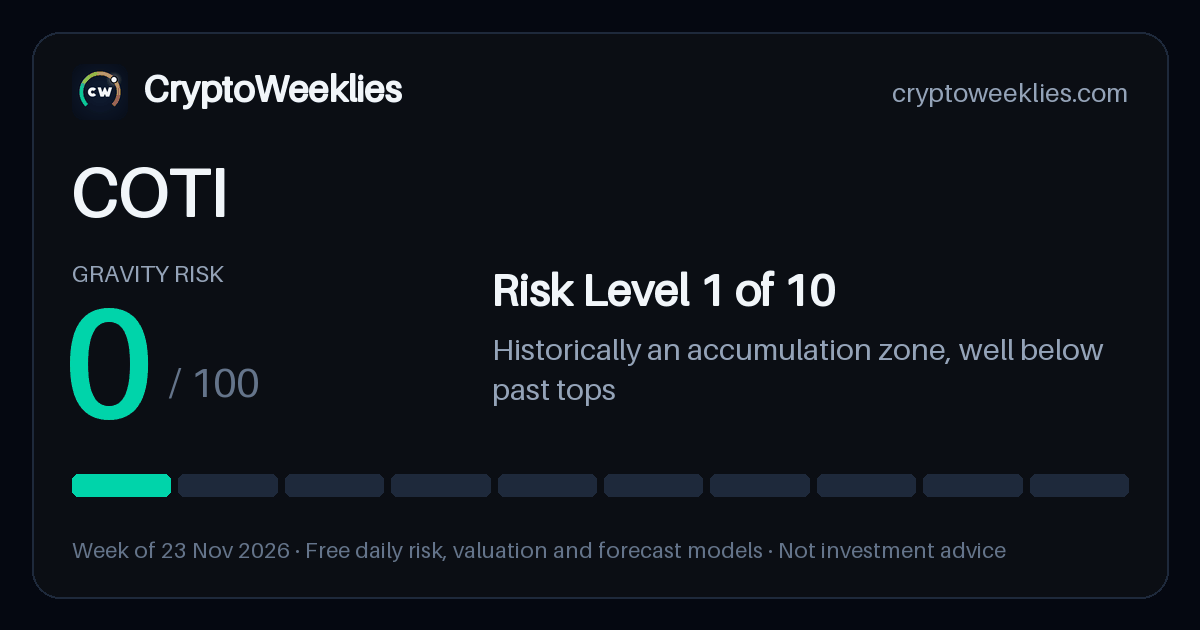 CW
CryptoWeeklies
cryptoweeklies.com
COTI
GRAVITY RISK
0 / 100
Risk Level 1 of 10
Historically an accumulation zone, well below
past tops
Week of 23 Nov 2026 · Free daily risk, valuation and forecast models · Not investment advice